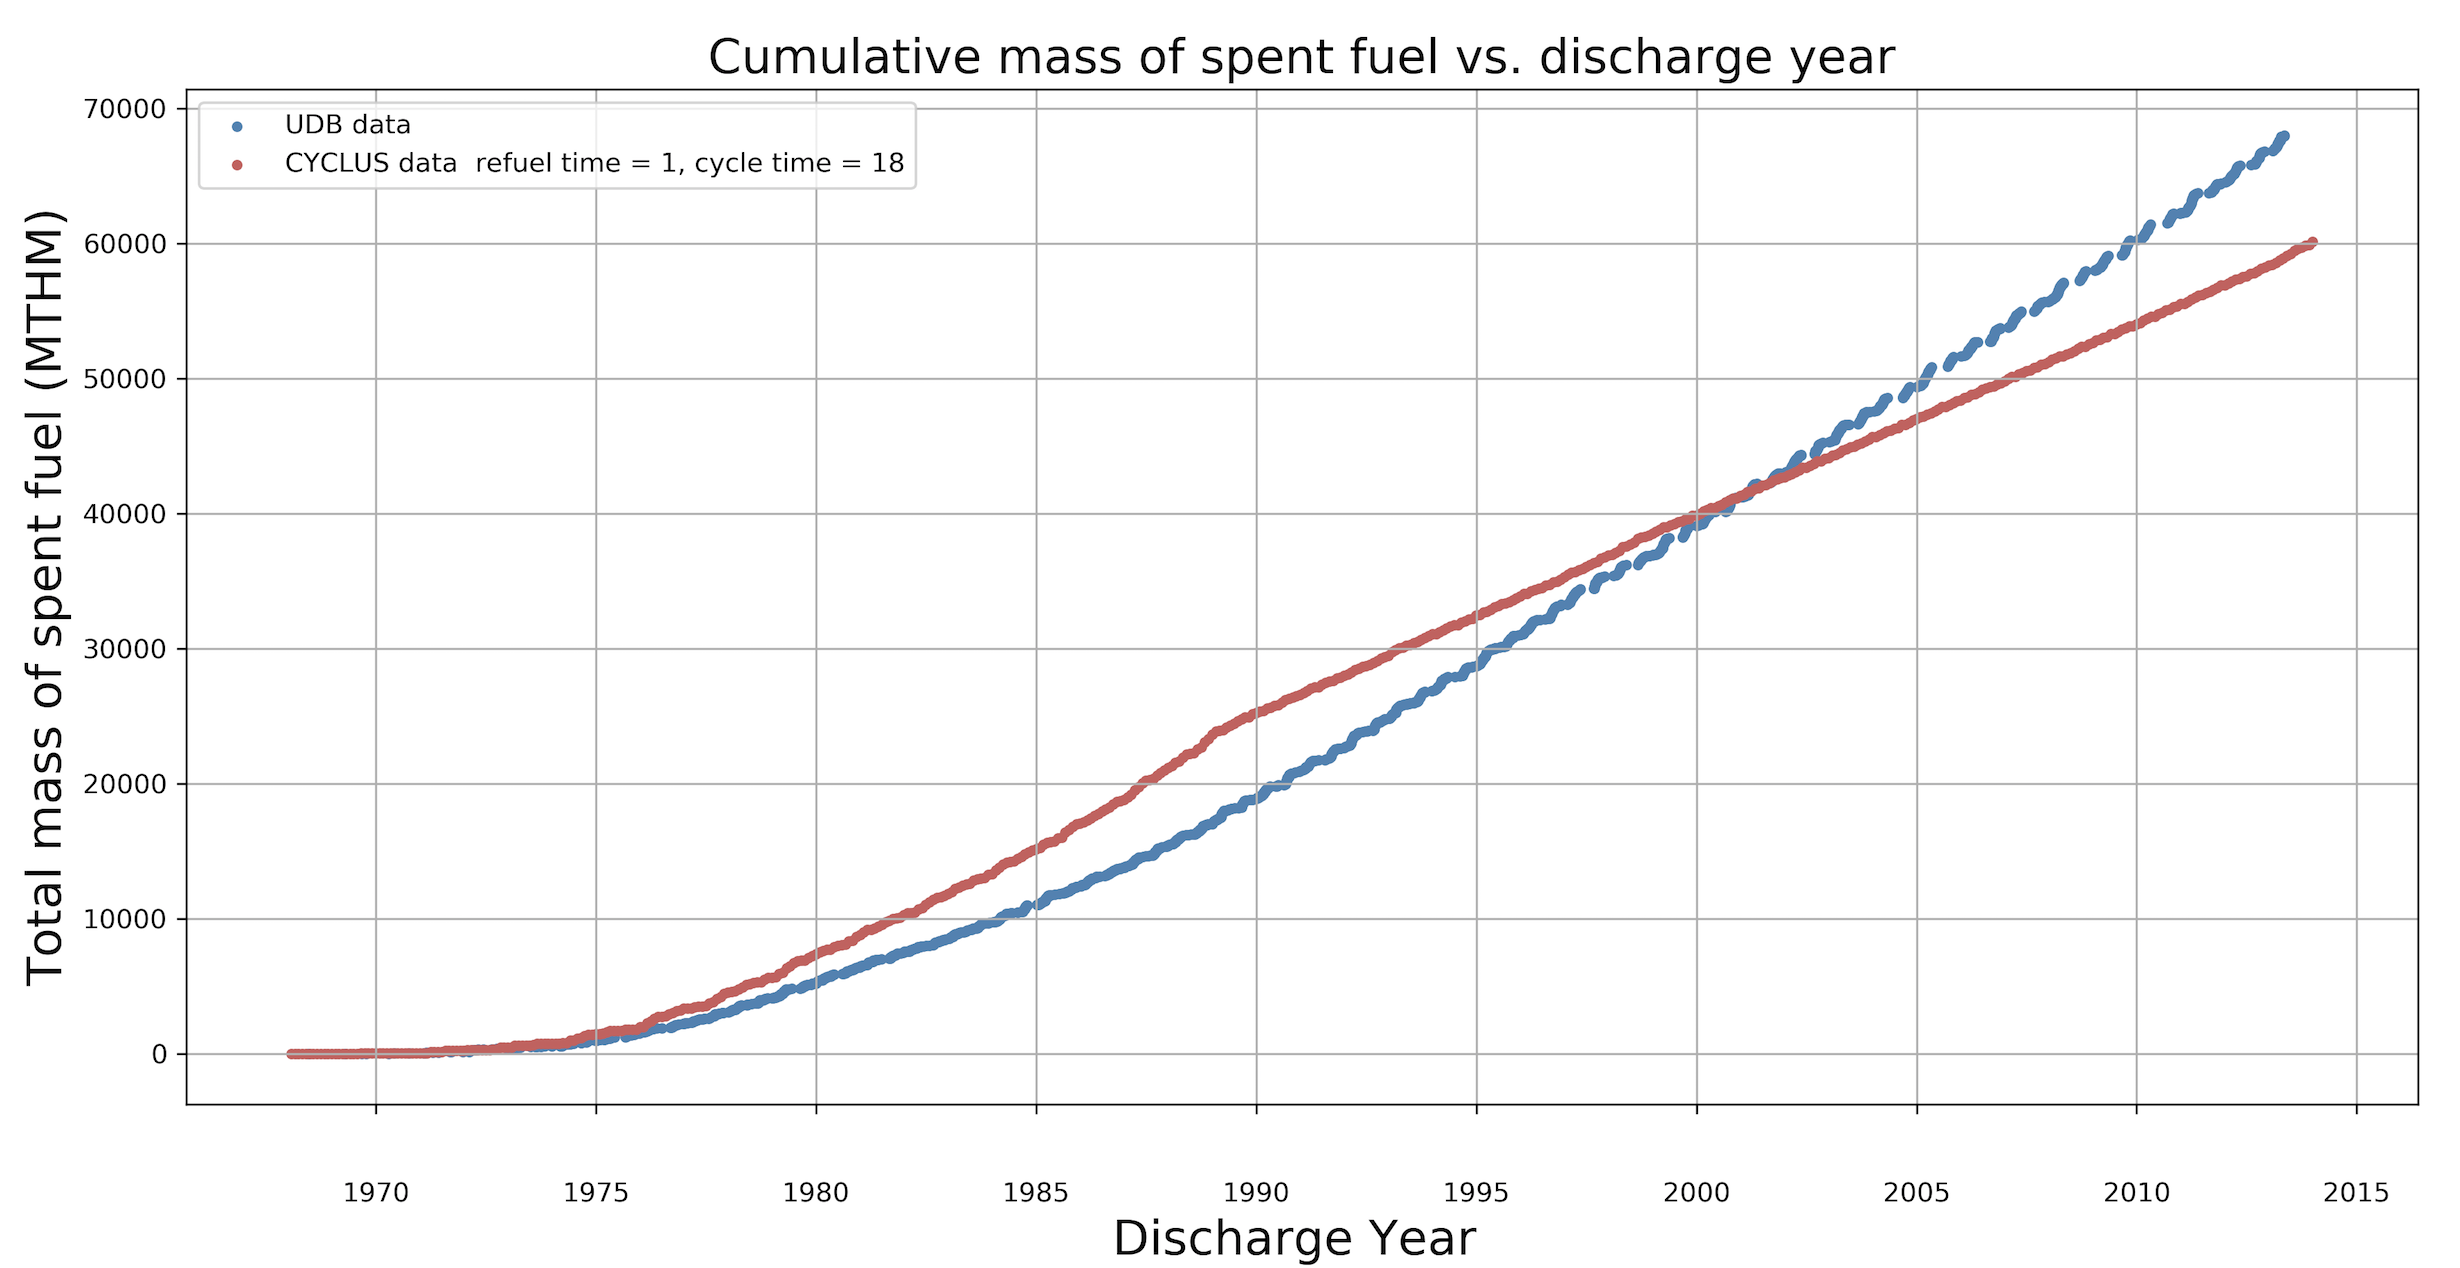 Cumulative mass of spent fuel vs. discharge year
UDB data
CYCLUS data  refuel time = 1, cycle time = 18
Total mass of spent fuel (MTHM)
70000
60000
50000
40000
30000
20000
10000
0
1970 1975 1980 1985 1990 1995 2000 2005 2010 2015
Discharge Year